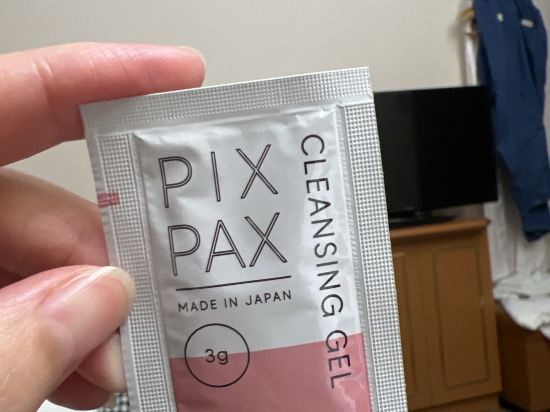 PIX
PAX
MADE IN JAPAN
3g
CLEANSING GEL